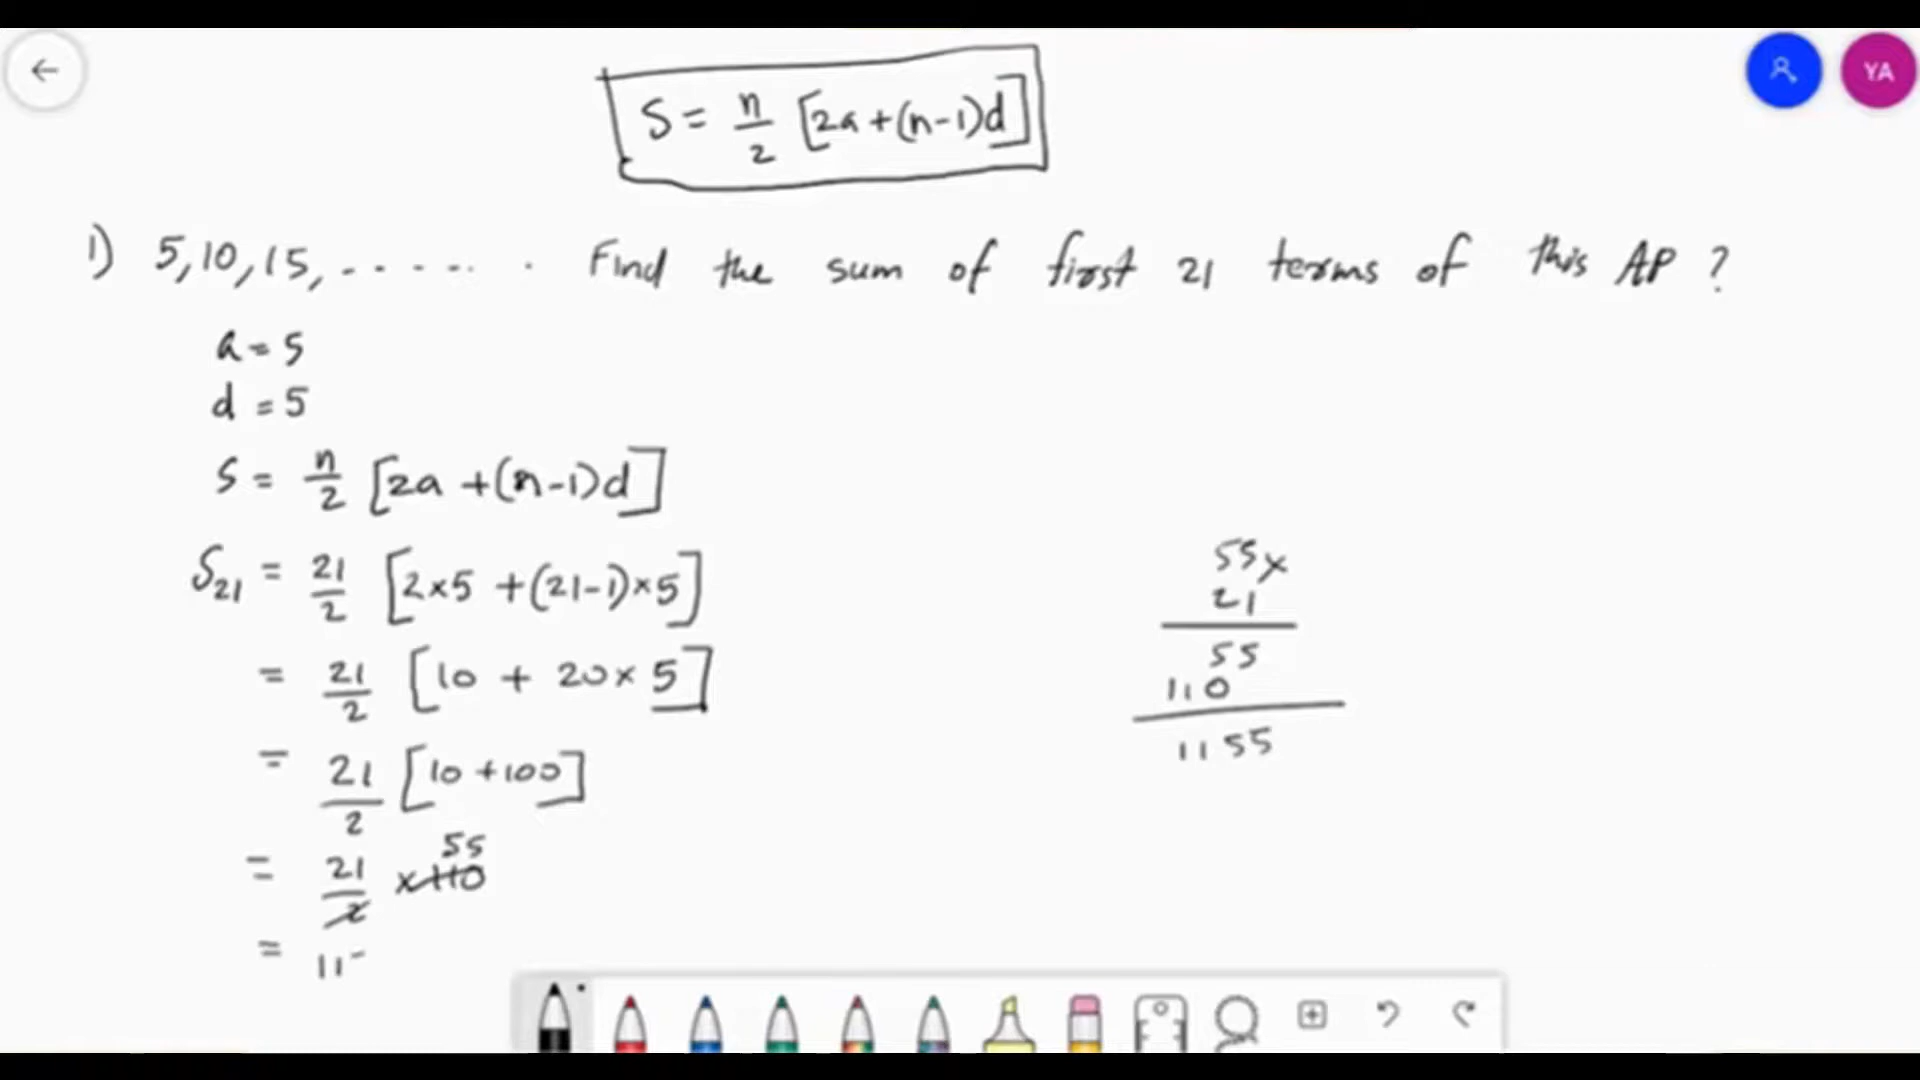 S = n/2 [2a+(n-1)d]
YA
1) 5,10,15,....... Find the sum of first 21 terms of this AP ?
a = 5
d = 5
S = n/2 [2a +(n-1)d]
S21 = 21/2 [2×5 +(21-1)×5]
= 21/2 [10 + 20× 5]
= 21/2 [10 +100]
55
= 21/2 ×110
= 11
55×
21
55
110
1155